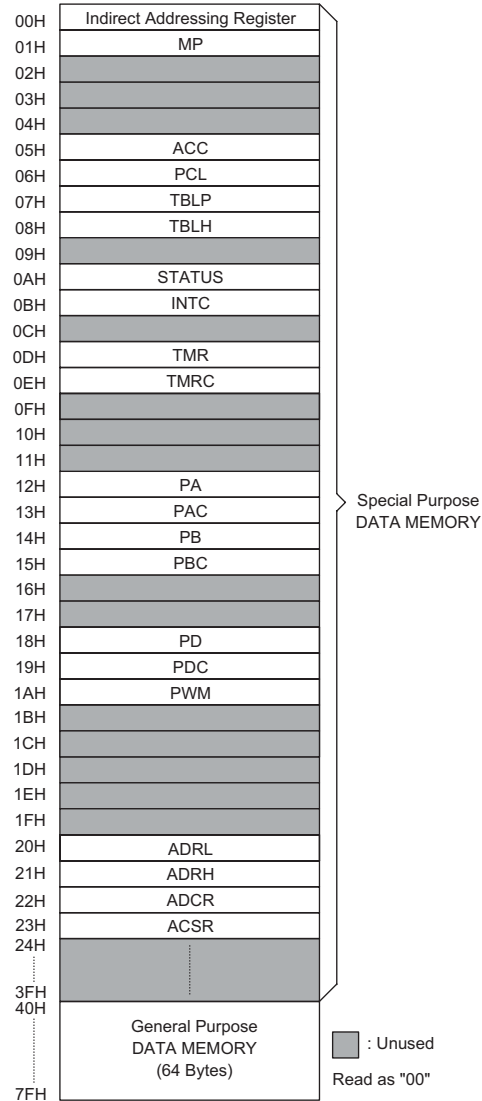 00H Indirect Addressing Register
01H MP
02H
03H
04H
05H ACC
06H PCL
07H TBLP
08H TBLH
09H
0AH STATUS
0BH INTC
0CH
0DH TMR
0EH TMRC
0FH
10H
11H
12H PA
13H PAC
14H PB
15H PBC
16H
17H
18H PD
19H PDC
1AH PWM
1BH
1CH
1DH
1EH
1FH
20H ADRL
21H ADRH
22H ADCR
23H ACSR
24H
3FH
40H
General Purpose
DATA MEMORY
(64 Bytes)
7FH
Special Purpose
DATA MEMORY
: Unused
Read as "00"